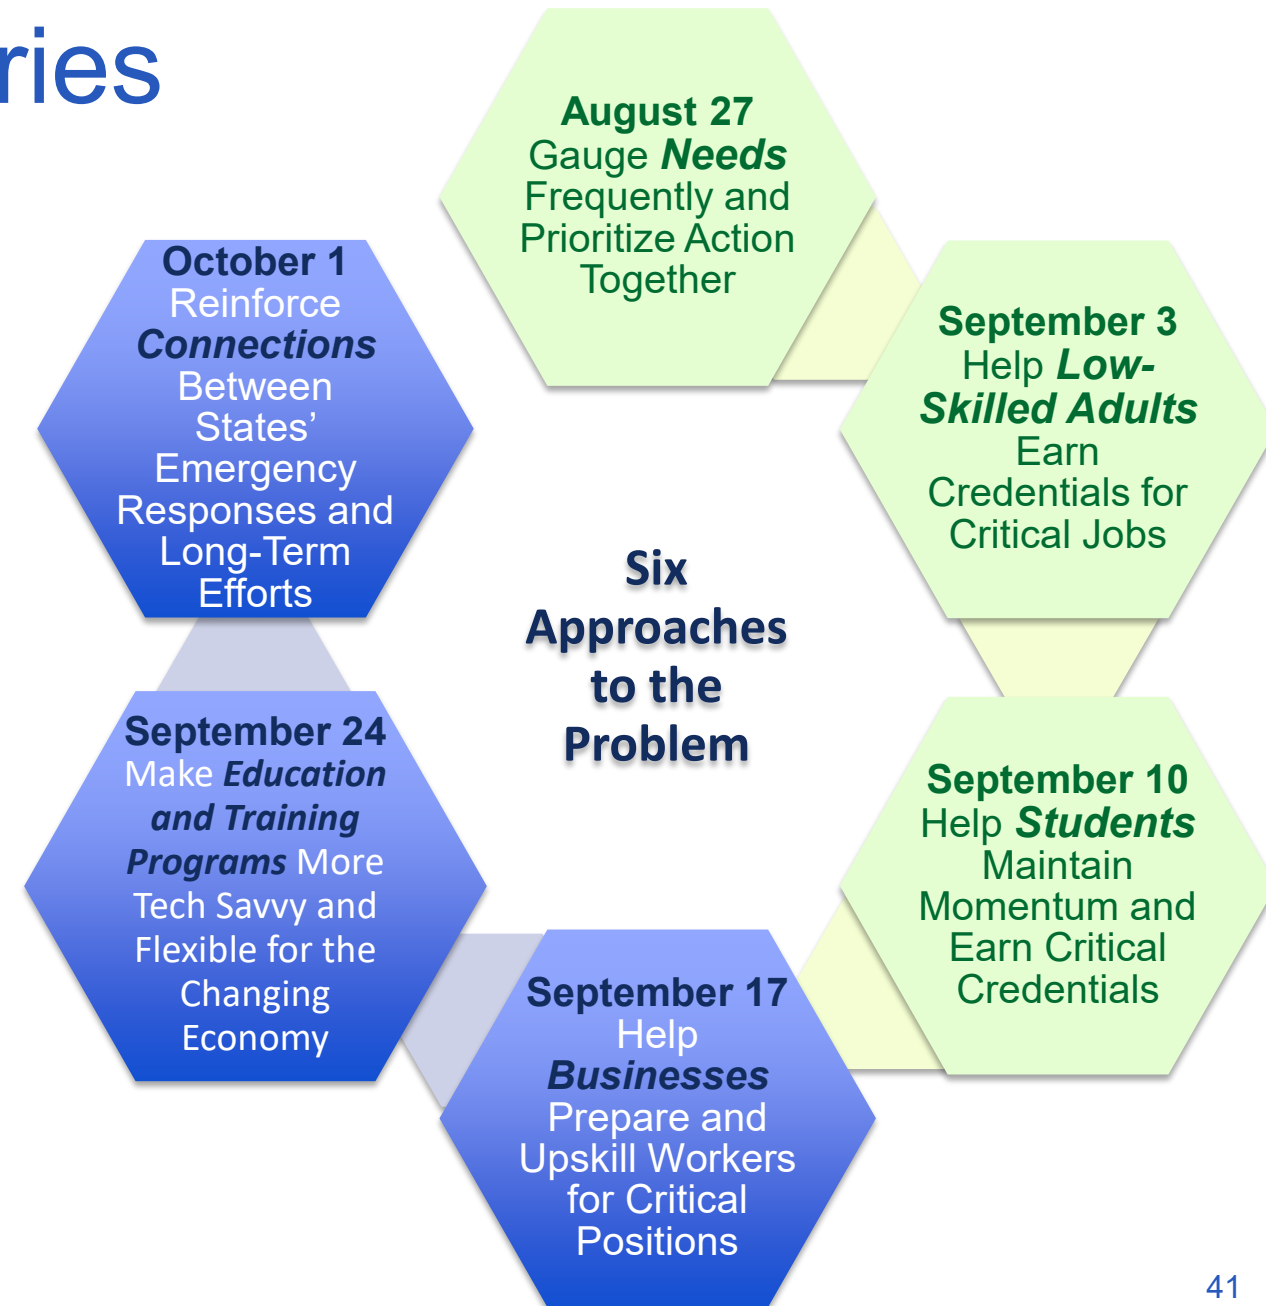 ries
August 27
Gauge Needs
Frequently and
Prioritize Action
Together
September 3
Help Low-
Skilled Adults
Earn
Credentials for
Critical Jobs
September 10
Help Students
Maintain
Momentum and
Earn Critical
Credentials
September 17
Help
Businesses
Prepare and
Upskill Workers
for Critical
Positions
September 24
Make Education
and Training
Programs More
Tech Savvy and
Flexible for the
Changing
Economy
October 1
Reinforce
Connections
Between
States’
Emergency
Responses and
Long-Term
Efforts
Six
Approaches
to the
Problem
41